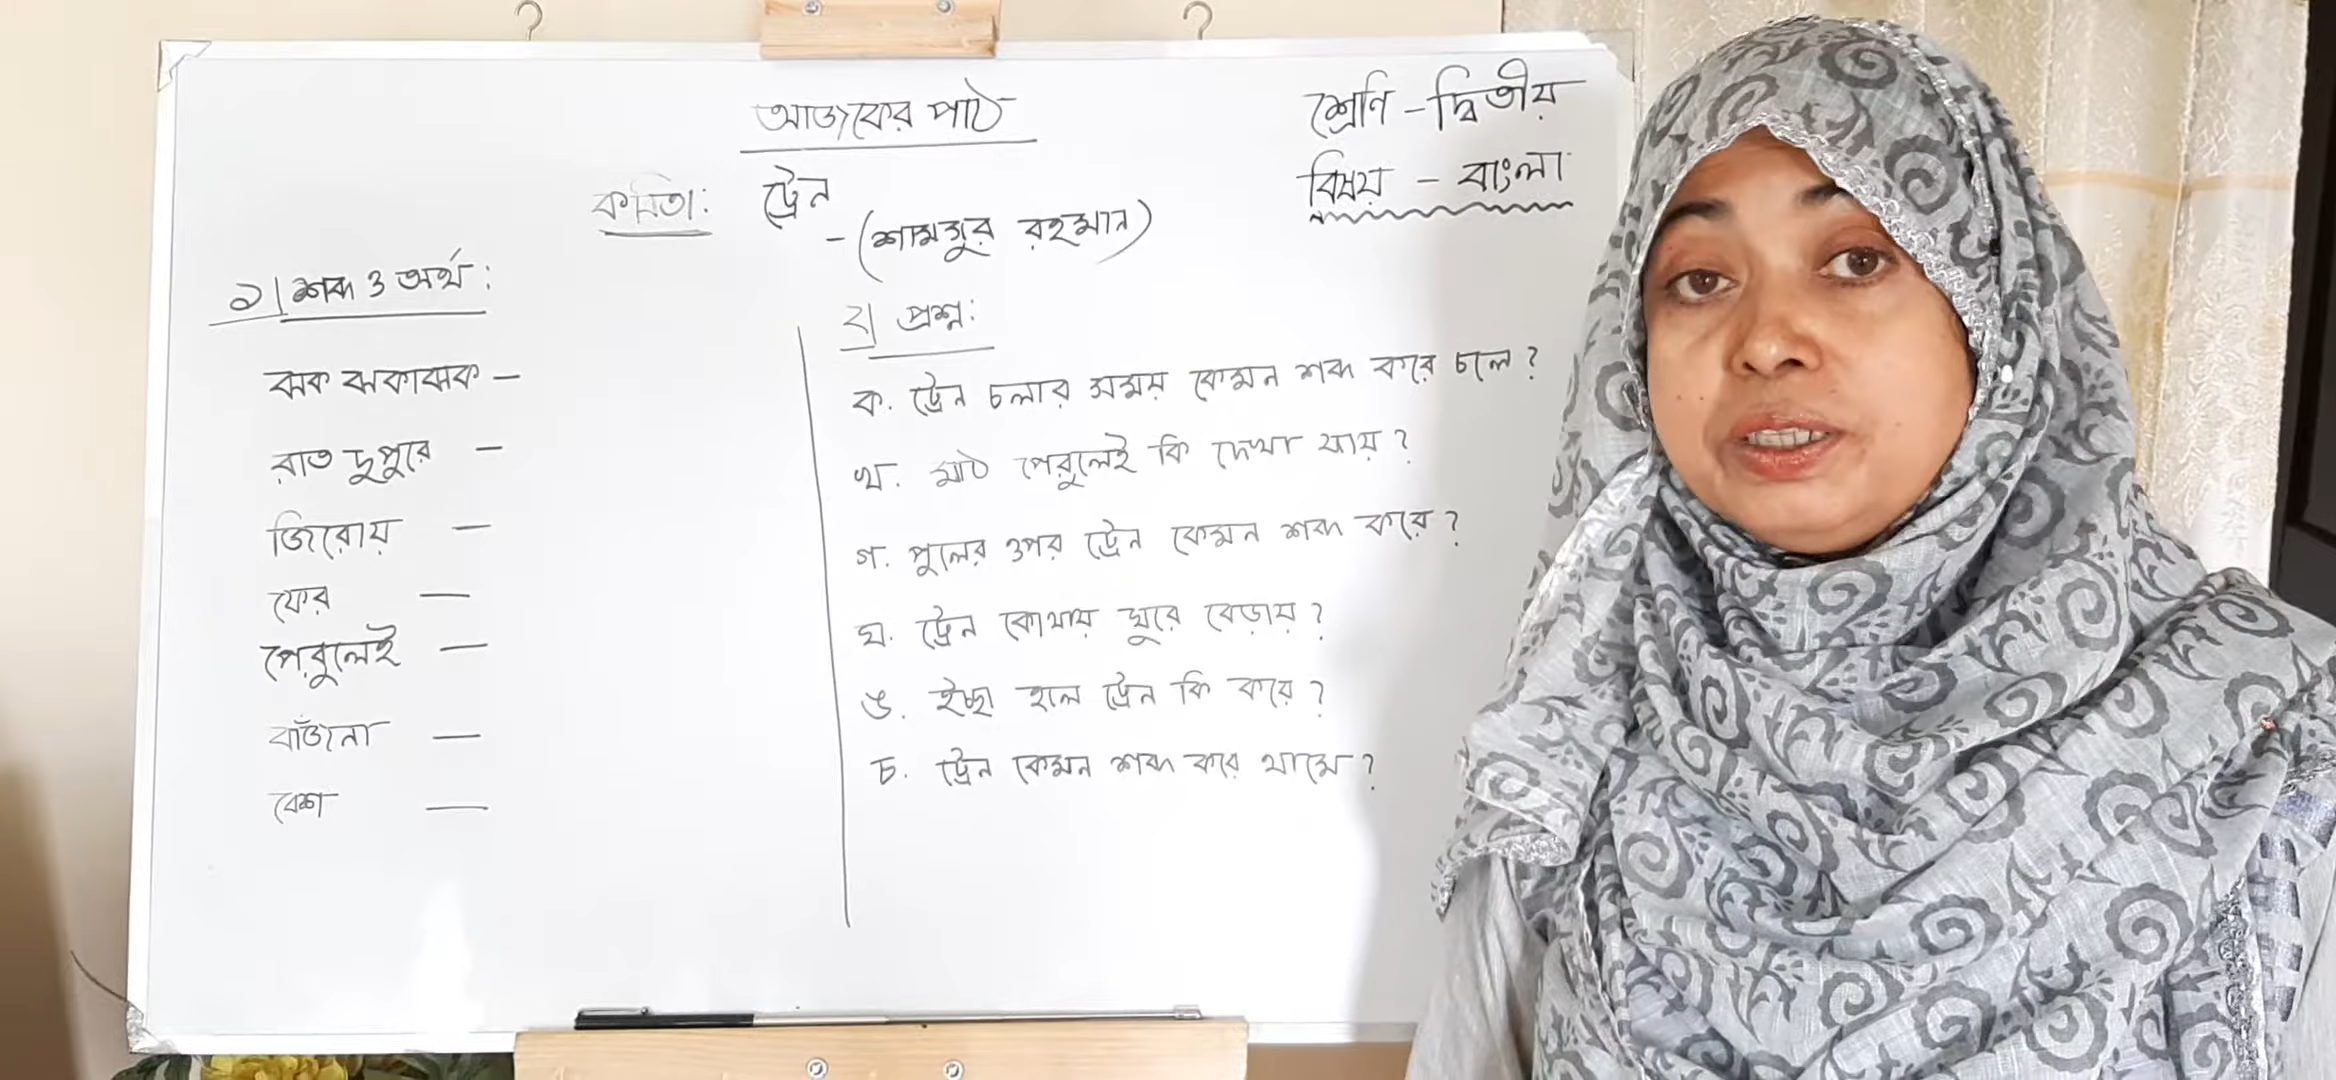 আজকের পাঠ
শ্রেণি - দ্বিতীয়
বিষয় - বাংলা
কবিতা: ট্রেন
- (শামসুর রহমান)
১। শব্দ ও অর্থ:
ঝক ঝকাঝক -
রাত দুপুরে -
জিরোয় -
ফের -
পেরুলেই -
বাঁজনা -
বেশ -
২। প্রশ্ন:
ক. ট্রেন চলার সময় কেমন শব্দ করে চলে?
খ. মাঠ পেরুলেই কি দেখা যায়?
গ. পুলের ওপর ট্রেন কেমন শব্দ করে?
ঘ. ট্রেন কোথায় ঘুরে বেড়ায়?
ঙ. ইচ্ছা হলে ট্রেন কি করে?
চ. ট্রেন কেমন শব্দ করে থামে?